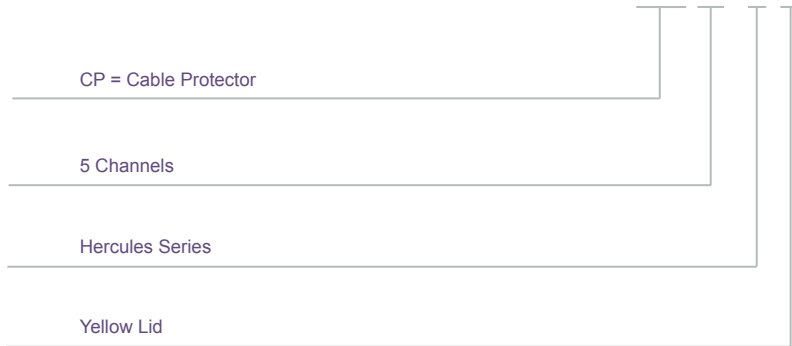 CP = Cable Protector
5 Channels
Hercules Series
Yellow Lid